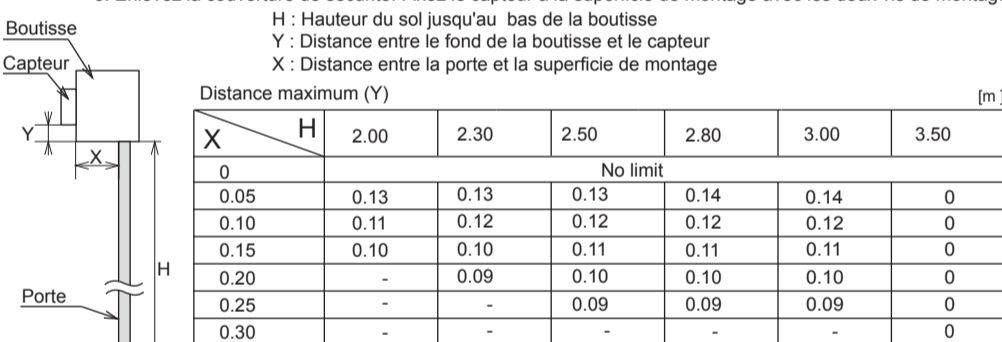 H : Hauteur du sol jusqu'au bas de la boutisse
Y : Distance entre le fond de la boutisse et le capteur
X : Distance entre la porte et la superficie de montage
Boutisse
Capteur
Y
X
H
Porte
Distance maximum (Y) [m ]
X H 2.00 2.30 2.50 2.80 3.00 3.50
0 No limit
0.05 0.13 0.13 0.13 0.14 0.14 0
0.10 0.11 0.12 0.12 0.12 0.12 0
0.15 0.10 0.10 0.11 0.11 0.11 0
0.20 - 0.09 0.10 0.10 0.10 0
0.25 - - 0.09 0.09 0.09 0
0.30 - - - - - 0